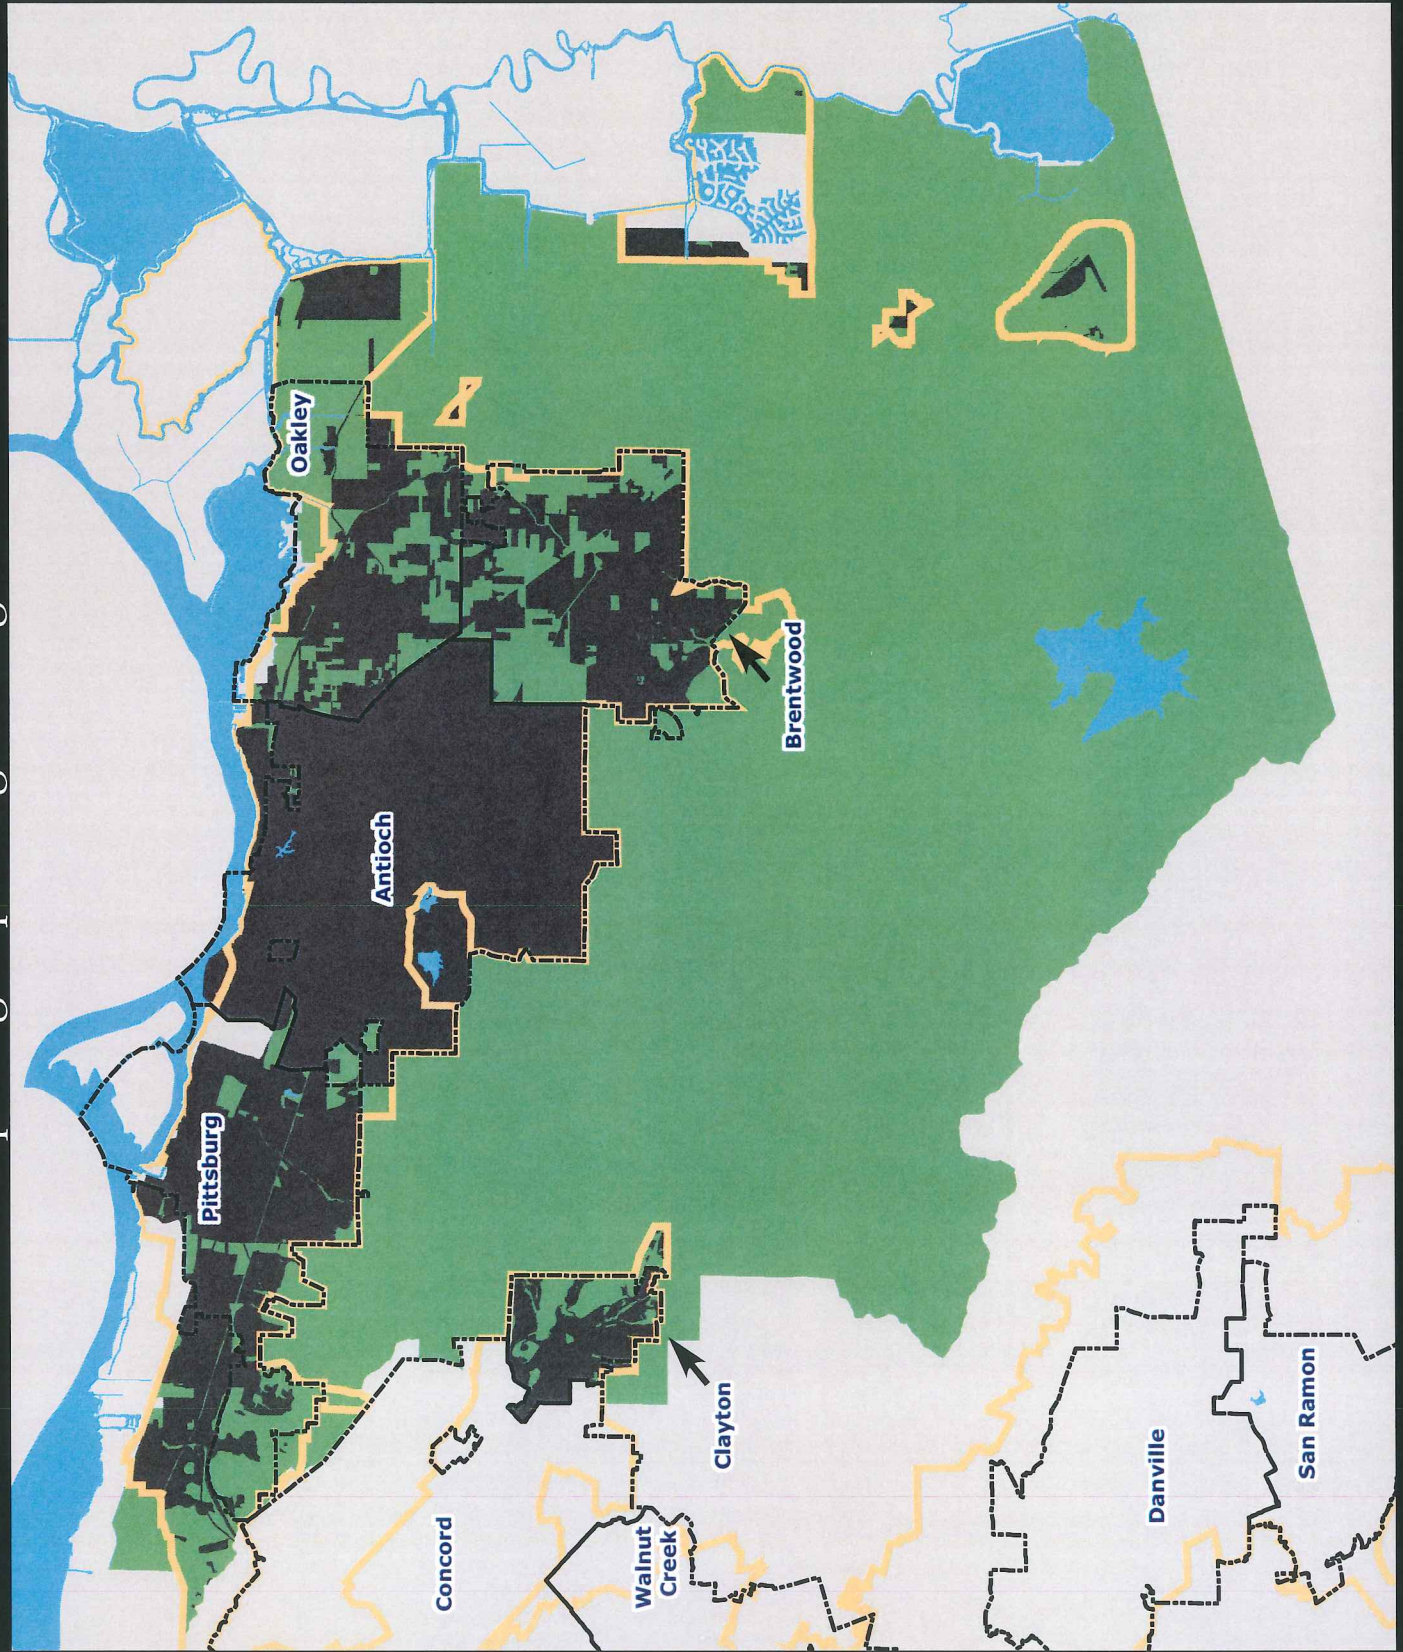 Oakley
Brentwood
Antioch
Pittsburg
Clayton
Concord
Walnut
Creek
Danville
San Ramon